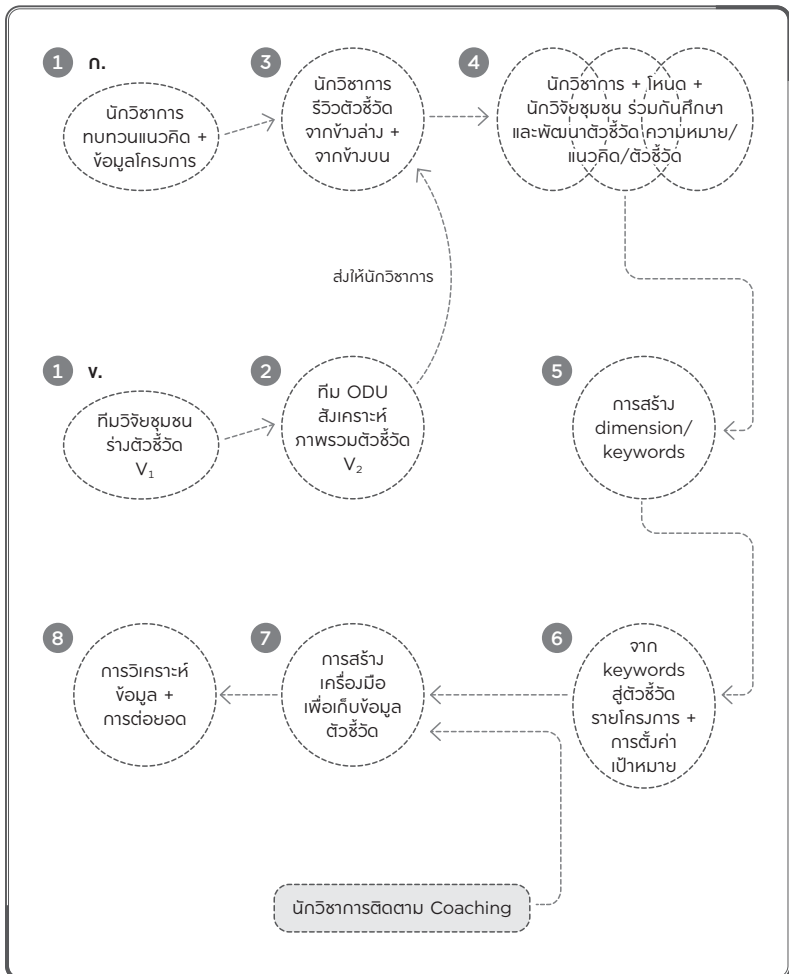 1 ก.
นักวิชาการ
ทบทวนแนวคิด +
ข้อมูลโครงการ
3
นักวิชาการ
รีวิวตัวชี้วัด
จากข้างล่าง +
จากข้างบน
4
นักวิชาการ + โหนด +
นักวิจัยชุมชน ร่วมกันศึกษา
และพัฒนาตัวชี้วัด ความหมาย/
แนวคิด/ตัวชี้วัด
ส่งให้นักวิชาการ
1 ข.
ทีมวิจัยชุมชน
ร่างตัวชี้วัด
V₁
2
ทีม ODU
สังเคราะห์
ภาพรวมตัวชี้วัด
V₂
5
การสร้าง
dimension/
keywords
8
การวิเคราะห์
ข้อมูล +
การต่อยอด
7
การสร้าง
เครื่องมือ
เพื่อเก็บข้อมูล
ตัวชี้วัด
6
จาก
keywords
สู่ตัวชี้วัด
รายโครงการ +
การตั้งค่า
เป้าหมาย
นักวิชาการติดตาม Coaching